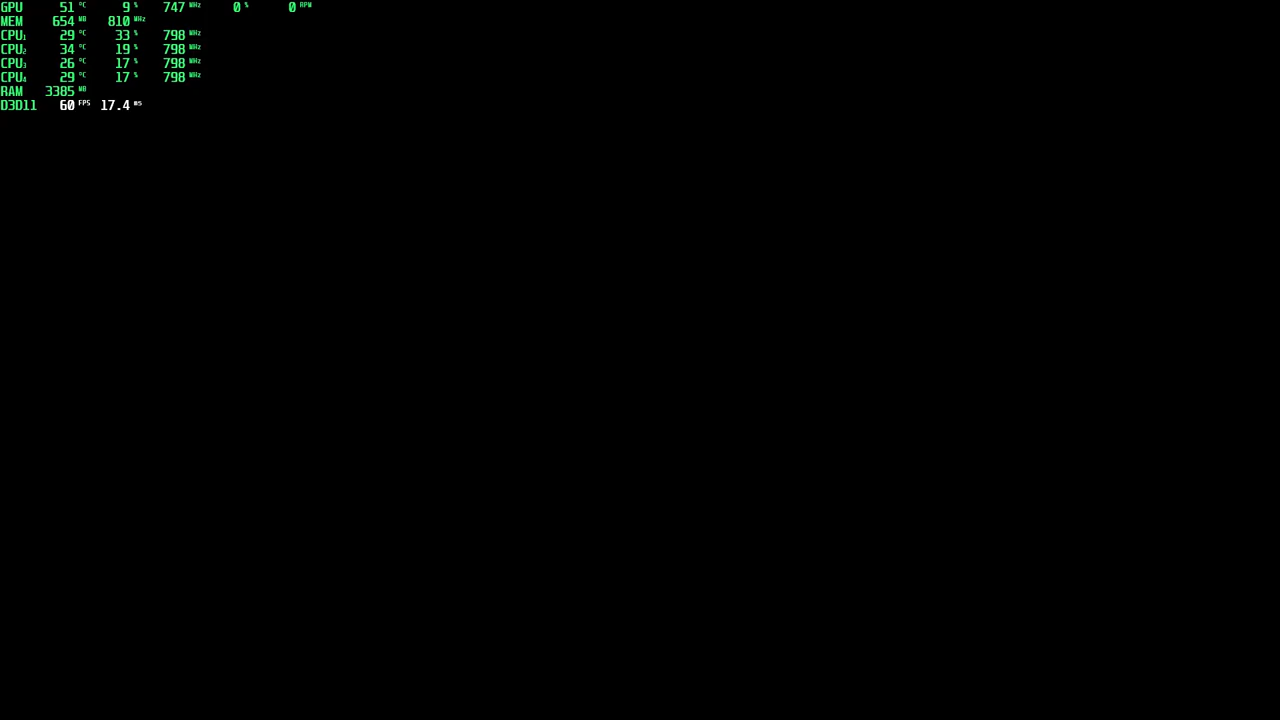 GPU 51 °C 9 % 747 MHz 0 % 0 RPM
MEM 654 MB 810 MHz
CPU1 29 °C 33 % 798 MHz
CPU2 34 °C 19 % 798 MHz
CPU3 26 °C 17 % 798 MHz
CPU4 29 °C 17 % 798 MHz
RAM 3385 MB
D3D11 60 FPS 17.4 ms